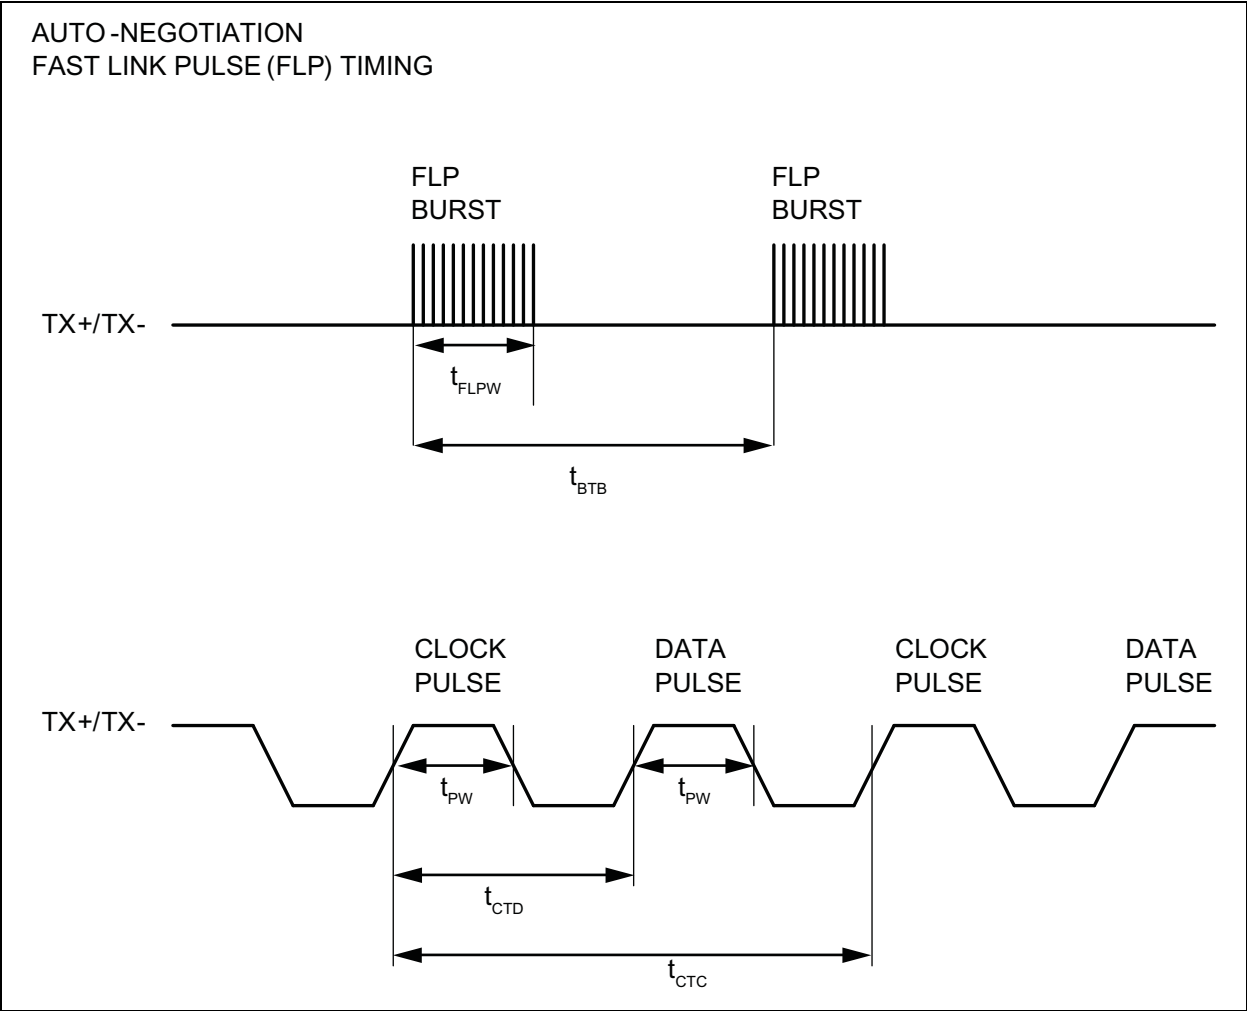 AUTO-NEGOTIATION
FAST LINK PULSE (FLP) TIMING
FLP
BURST
FLP
BURST
TX+/TX-
tFLPW
tBTB
CLOCK
PULSE
DATA
PULSE
CLOCK
PULSE
DATA
PULSE
TX+/TX-
tPW
tPW
tCTD
tCTC